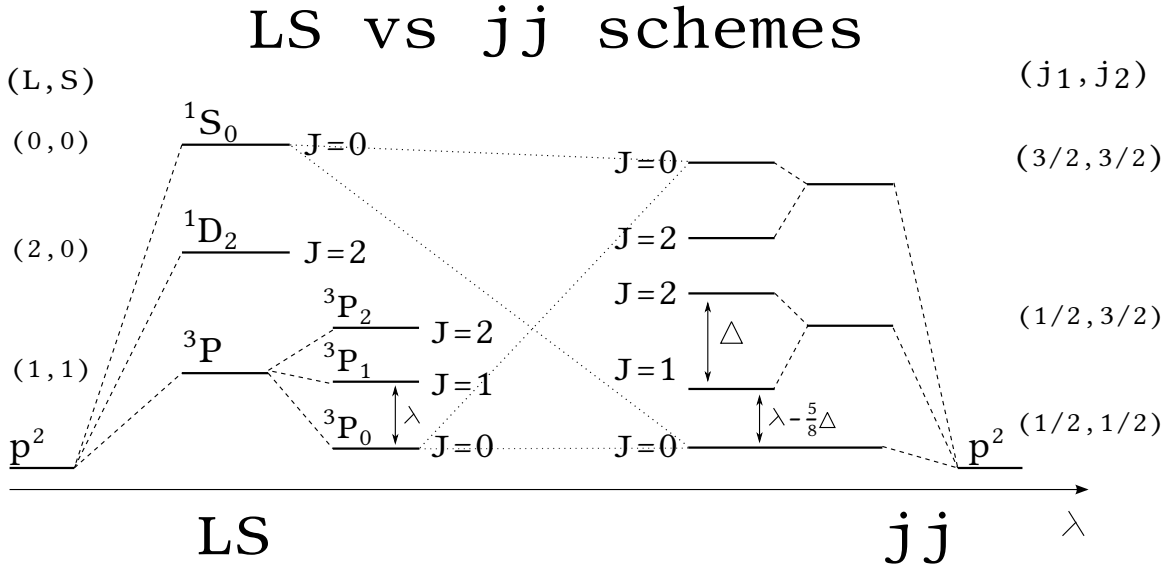 LS vs jj schemes
(L,S)
(j₁,j₂)
(0,0)
¹S₀
J=0
J=0
(3/2,3/2)
(2,0)
¹D₂
J=2
J=2
³P₂
J=2
J=2
(1/2,3/2)
(1,1)
³P
³P₁
J=1
△
J=1
λ
λ-5/8△
³P₀
J=0
J=0
(1/2,1/2)
p²
p²
LS
jj
λ